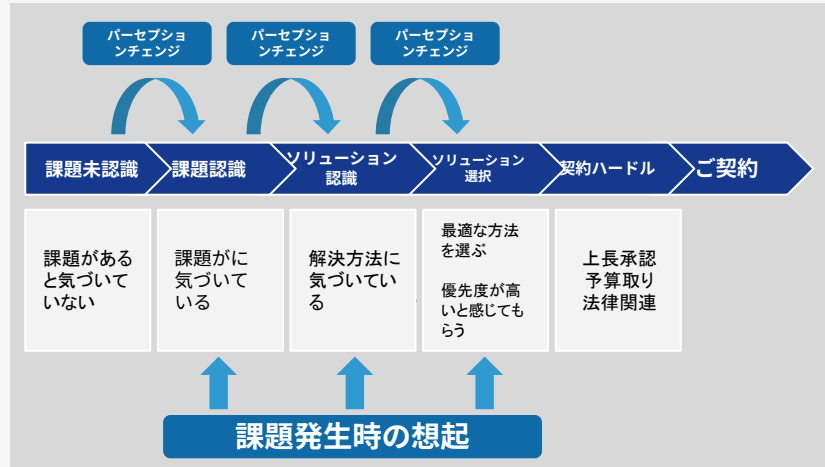 パーセプショ
ンチェンジ
パーセプショ
ンチェンジ
パーセプショ
ンチェンジ
課題未認識
課題認識
ソリューション
認識
ソリューション
選択
契約ハードル
ご契約
課題がある
と気づいて
いない
課題がに
気づいて
いる
解決方法に
気づいてい
る
最適な方法
を選ぶ
優先度が高
いと感じても
らう
上長承認
予算取り
法律関連
課題発生時の想起